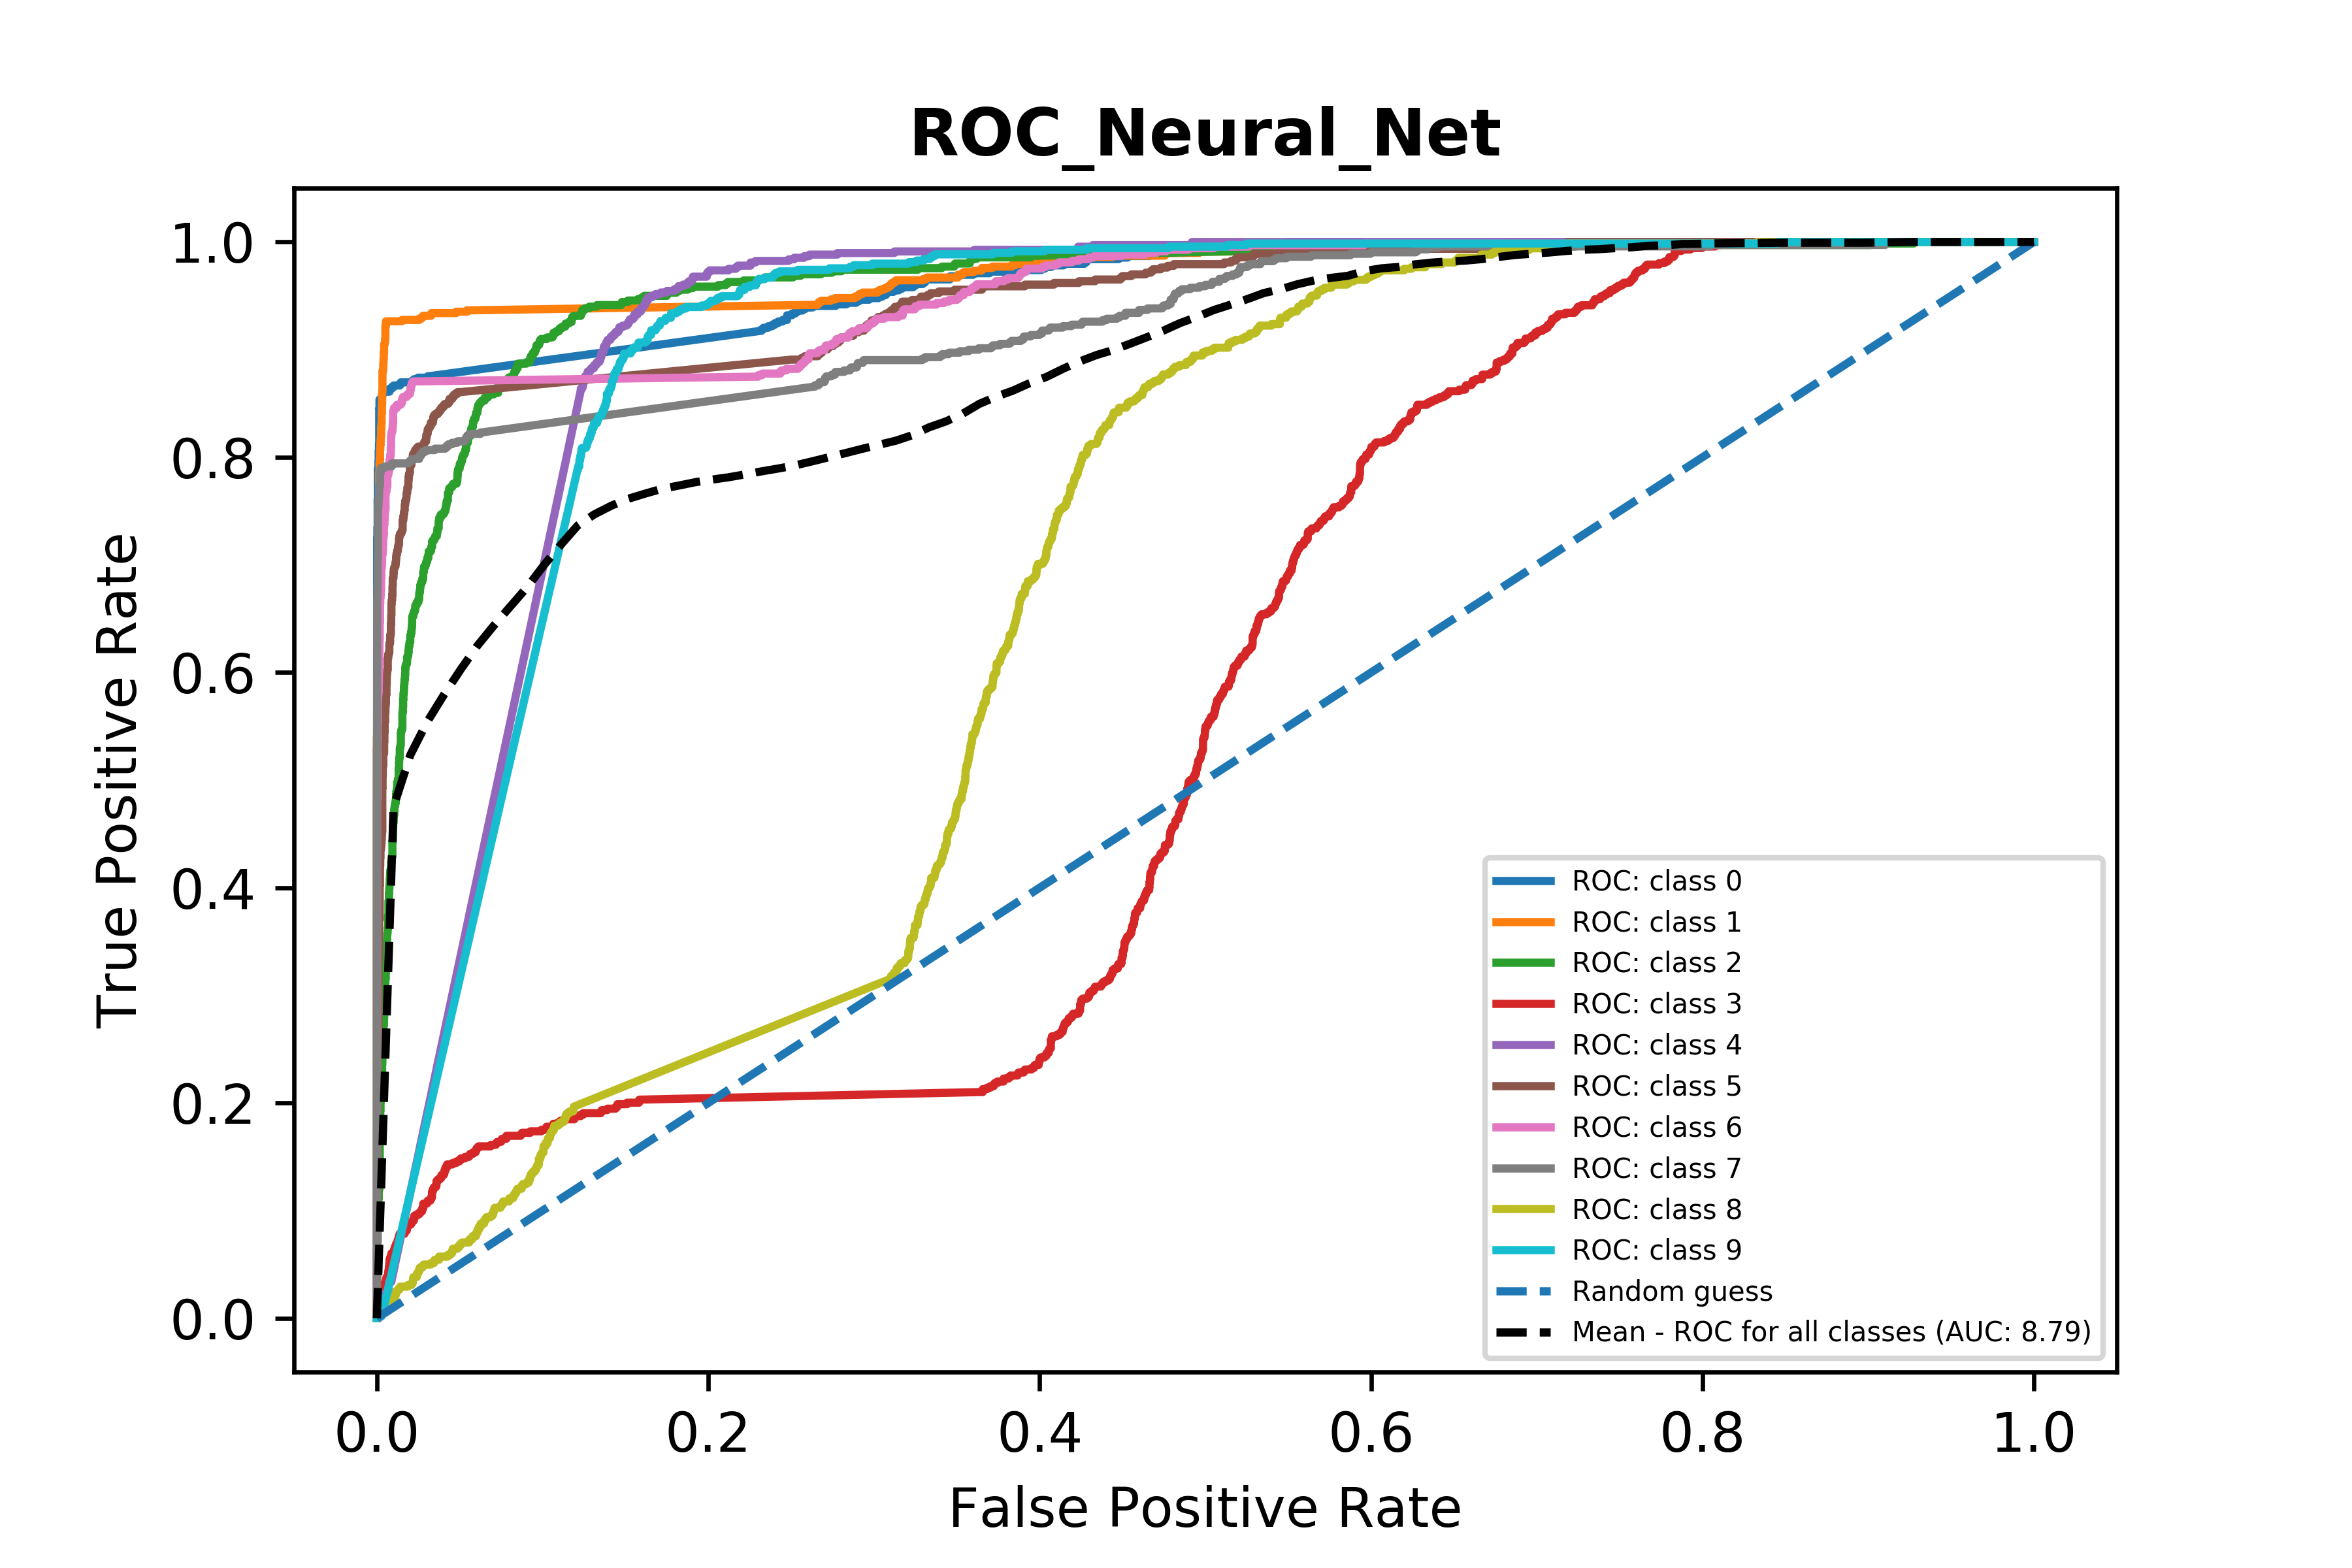 ROC_Neural_Net
1.0
0.8
0.6
0.4
0.2
0.0
True Positive Rate
ROC: class 0
ROC: class 1
ROC: class 2
ROC: class 3
ROC: class 4
ROC: class 5
ROC: class 6
ROC: class 7
ROC: class 8
ROC: class 9
Random guess
Mean - ROC for all classes (AUC: 8.79)
0.0 0.2 0.4 0.6 0.8 1.0
False Positive Rate